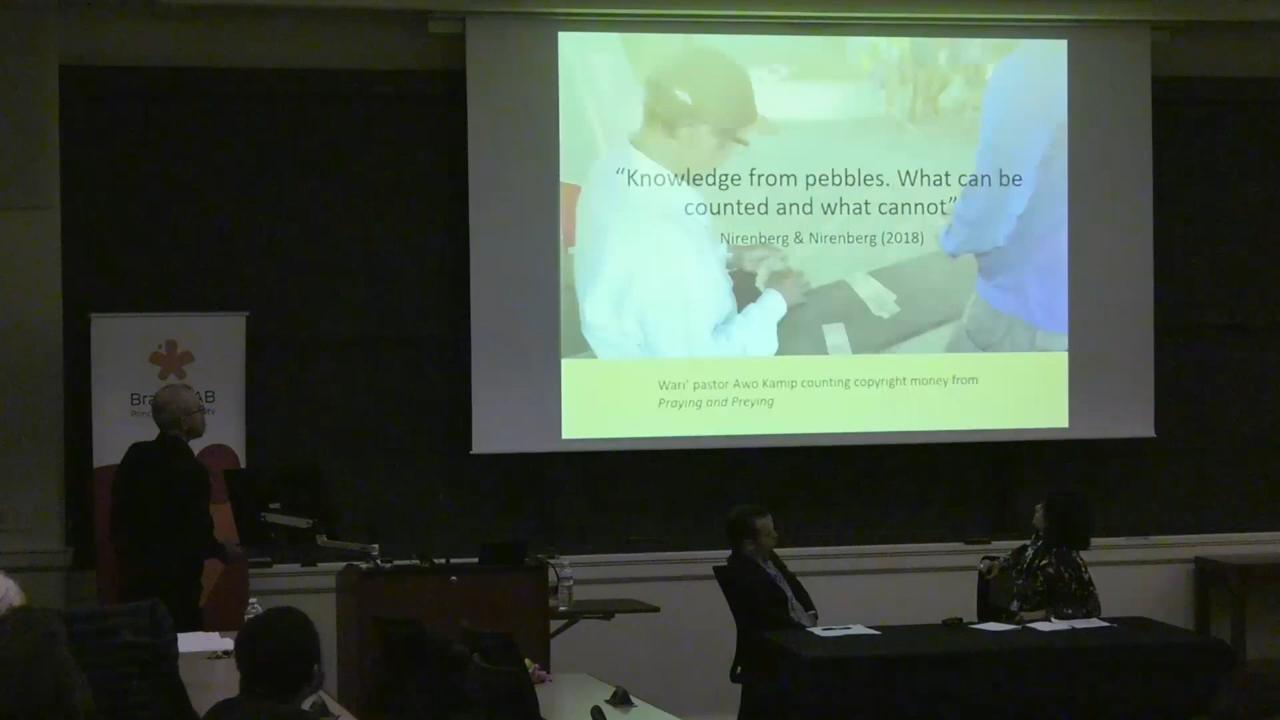 “Knowledge from pebbles. What can be
counted and what cannot”
Nirenberg & Nirenberg (2018)
Wari’ pastor Awo Kamip counting copyright money from
Praying and Preying